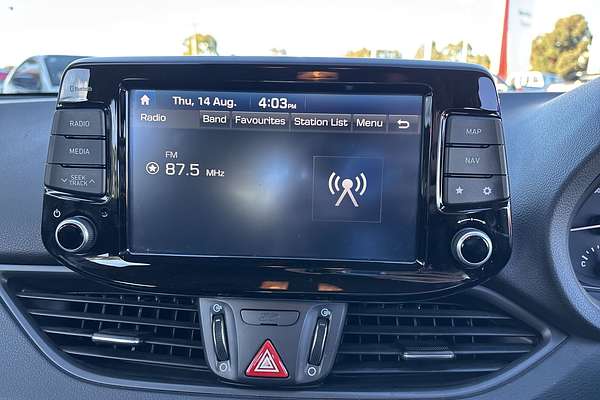 Thu, 14 Aug. 4:03PM
Radio Band Favourites Station List Menu
FM
87.5 MHz
RADIO
MEDIA
SEEK
TRACK
MAP
NAV